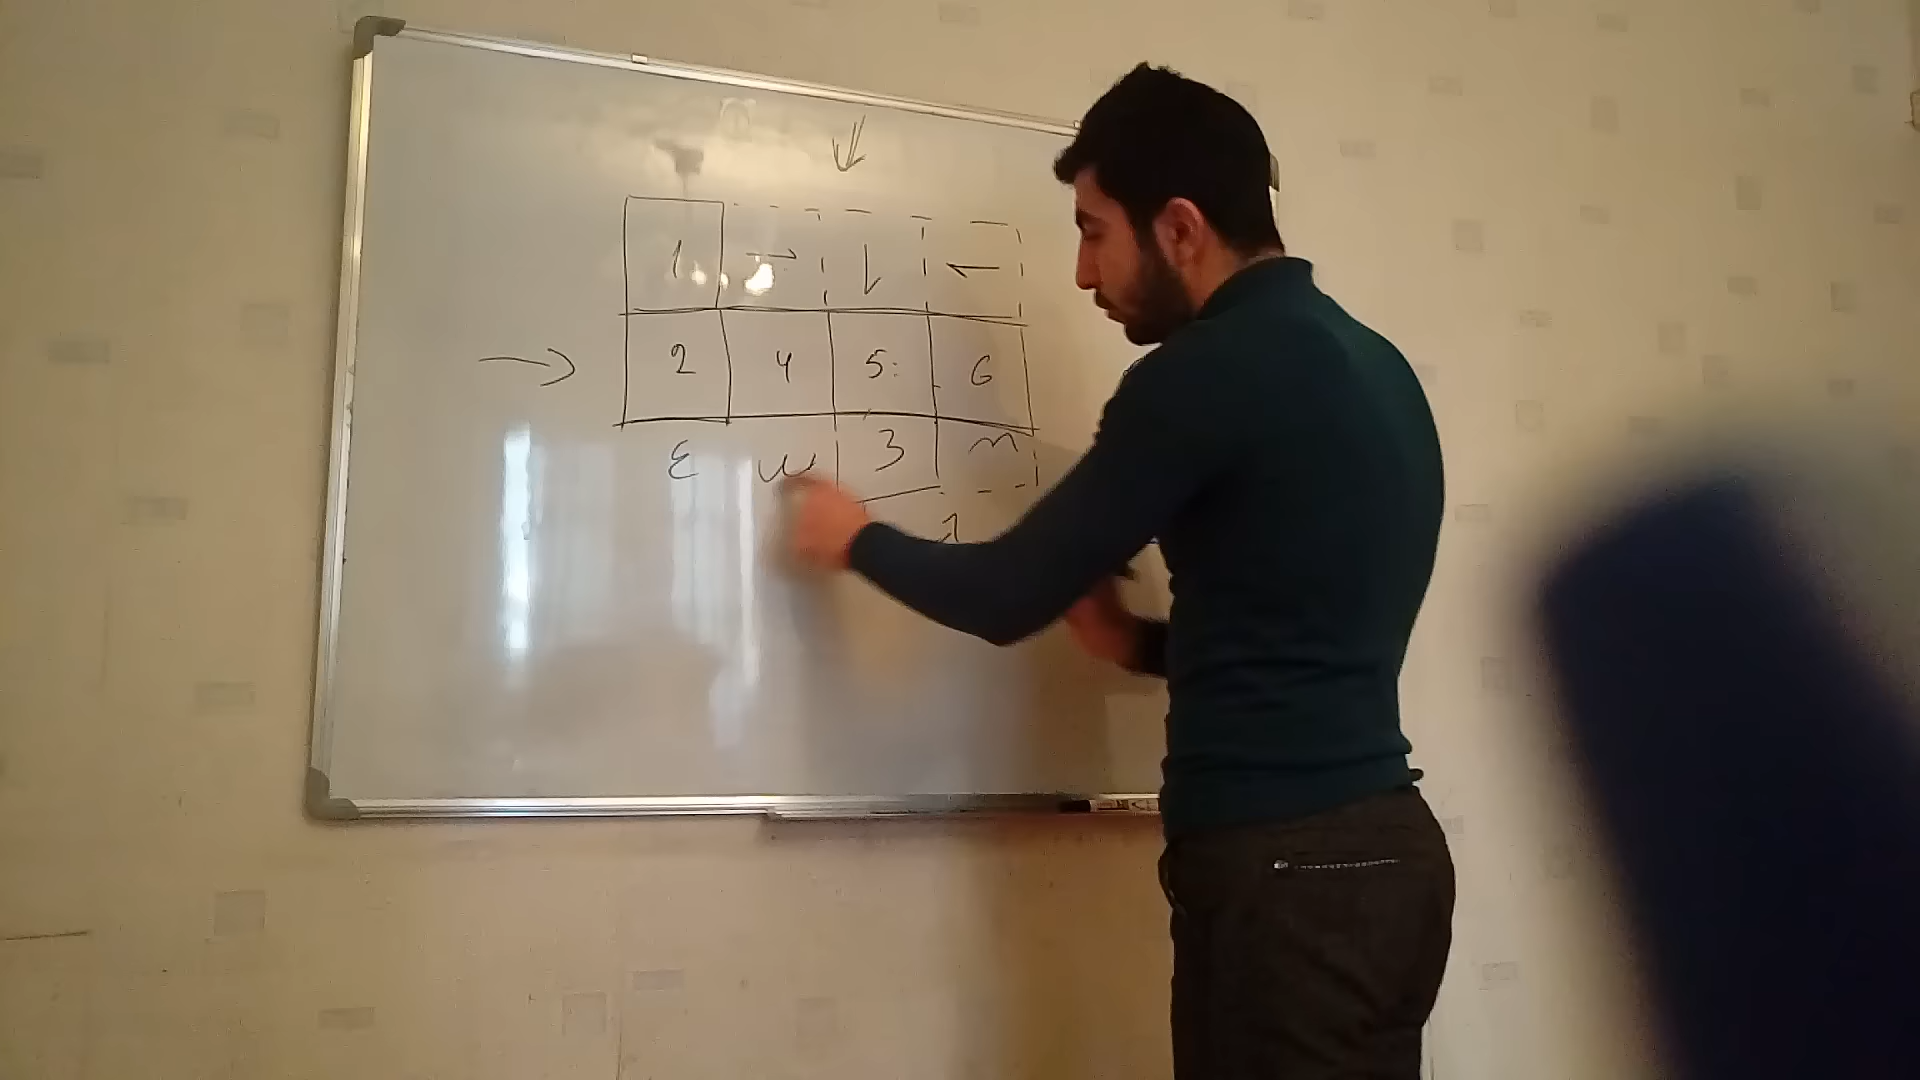 1 → ↓ ←
→ 2 4 5: 6
3